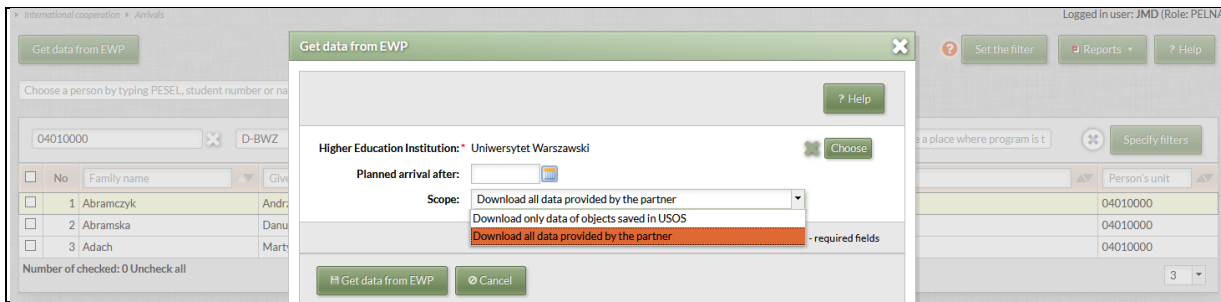 International cooperation ▸ Arrivals
Logged in user: JMD (Role: PELNA
Get data from EWP
Get data from EWP
Set the filter
Reports
? Help
Choose a person by typing PESEL, student number or na
? Help
04010000
D-BWZ
e a place where program is t
Specify filters
Higher Education Institution:* Uniwersytet Warszawski
Choose
Planned arrival after:
No
Family name
Give
Person's unit
Scope:
Download all data provided by the partner
1 Abramczyk
Andrz
04010000
Download only data of objects saved in USOS
2 Abramska
Danu
04010000
Download all data provided by the partner
- required fields
3 Adach
Marty
04010000
Number of checked: 0 Uncheck all
3
Get data from EWP
Cancel